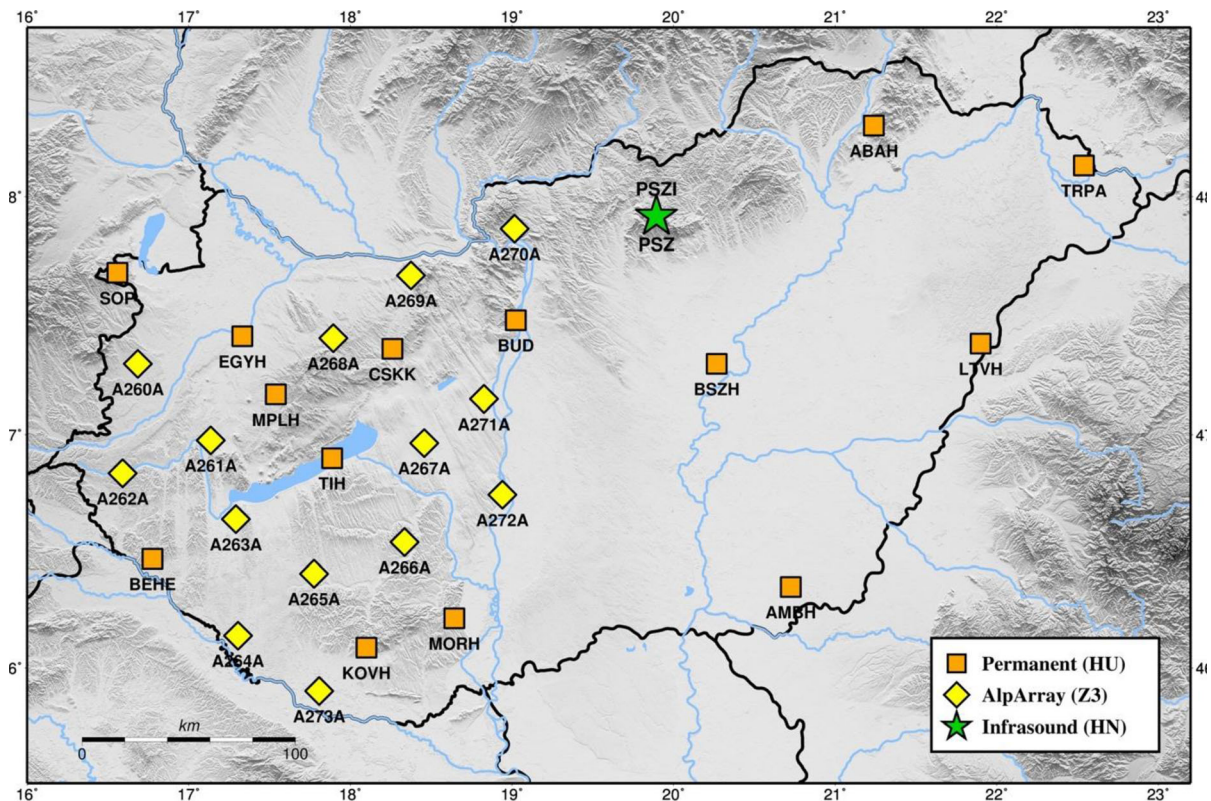 16° 17° 18° 19° 20° 21° 22° 23°
ABAH
TRPA
PSZI
8° 48
PSZ
A270A
SOP
A269A
BUD
EGYH
A268A
CSKK
LTVH
A260A
BSZH
MPLH
A271A
7° 47
A261A
A267A
TIH
A262A
A272A
A263A
A266A
BEHE
A265A
AMBH
MORH
A264A
KOVH
6° 46
A273A
Permanent (HU)
AlpArray (Z3)
Infrasound (HN)
km
0 100
16° 17° 18° 19° 20° 21° 22° 23°